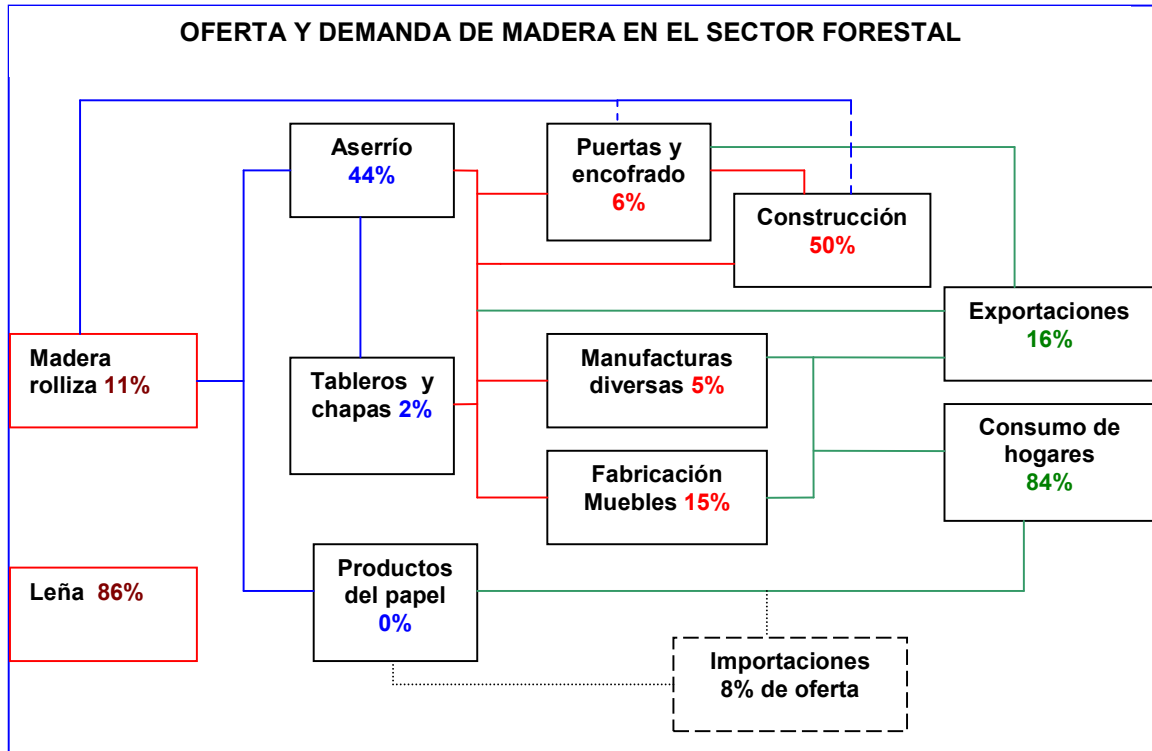 OFERTA Y DEMANDA DE MADERA EN EL SECTOR FORESTAL
Aserrío
44%
Puertas y
encofrado
6%
Construcción
50%
Exportaciones
16%
Madera
rolliza 11%
Tableros y
chapas 2%
Manufacturas
diversas 5%
Consumo de
hogares
84%
Fabricación
Muebles 15%
Leña 86%
Productos
del papel
0%
Importaciones
8% de oferta